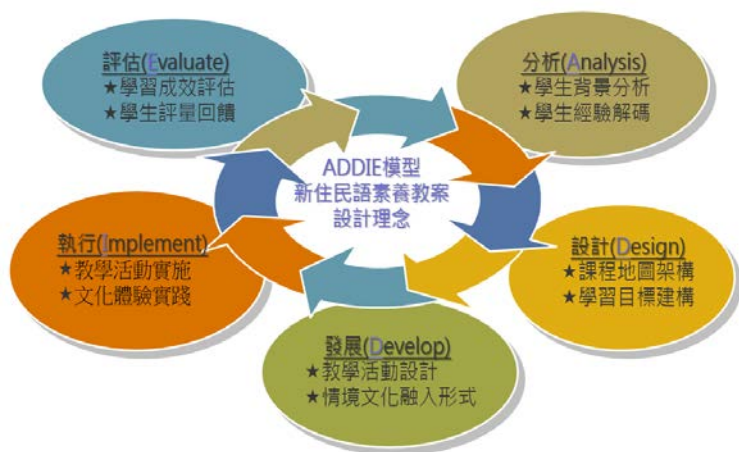 ADDIE模型
新住民語素養教案
設計理念
分析(Analysis)
★學生背景分析
★學生經驗解碼
設計(Design)
★課程地圖架構
★學習目標建構
發展(Develop)
★教學活動設計
★情境文化融入形式
執行(Implement)
★教學活動實施
★文化體驗實踐
評估(Evaluate)
★學習成效評估
★學生評量回饋